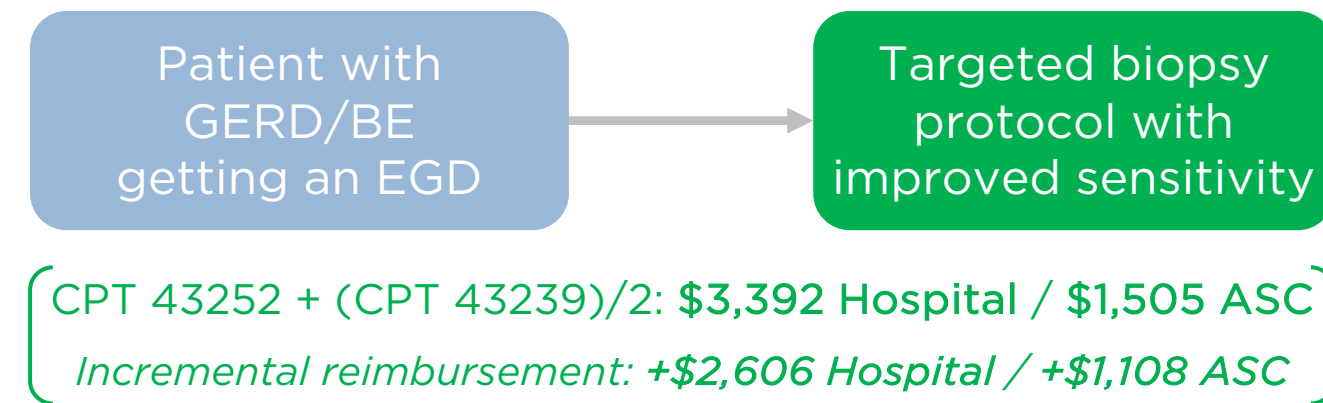 Patient with
GERD/BE
getting an EGD
Targeted biopsy
protocol with
improved sensitivity
CPT 43252 + (CPT 43239)/2: $3,392 Hospital / $1,505 ASC
Incremental reimbursement: +$2,606 Hospital / +$1,108 ASC